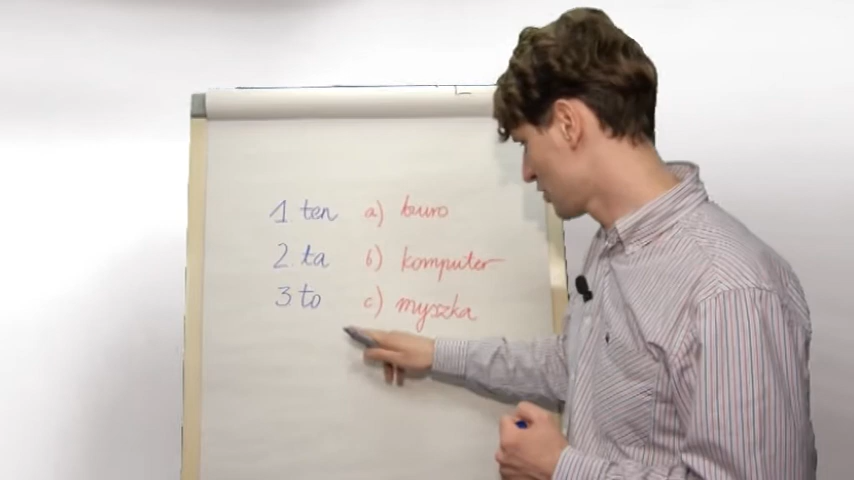 1. ten a) biuro
2. ta b) komputer
3. to c) myszka